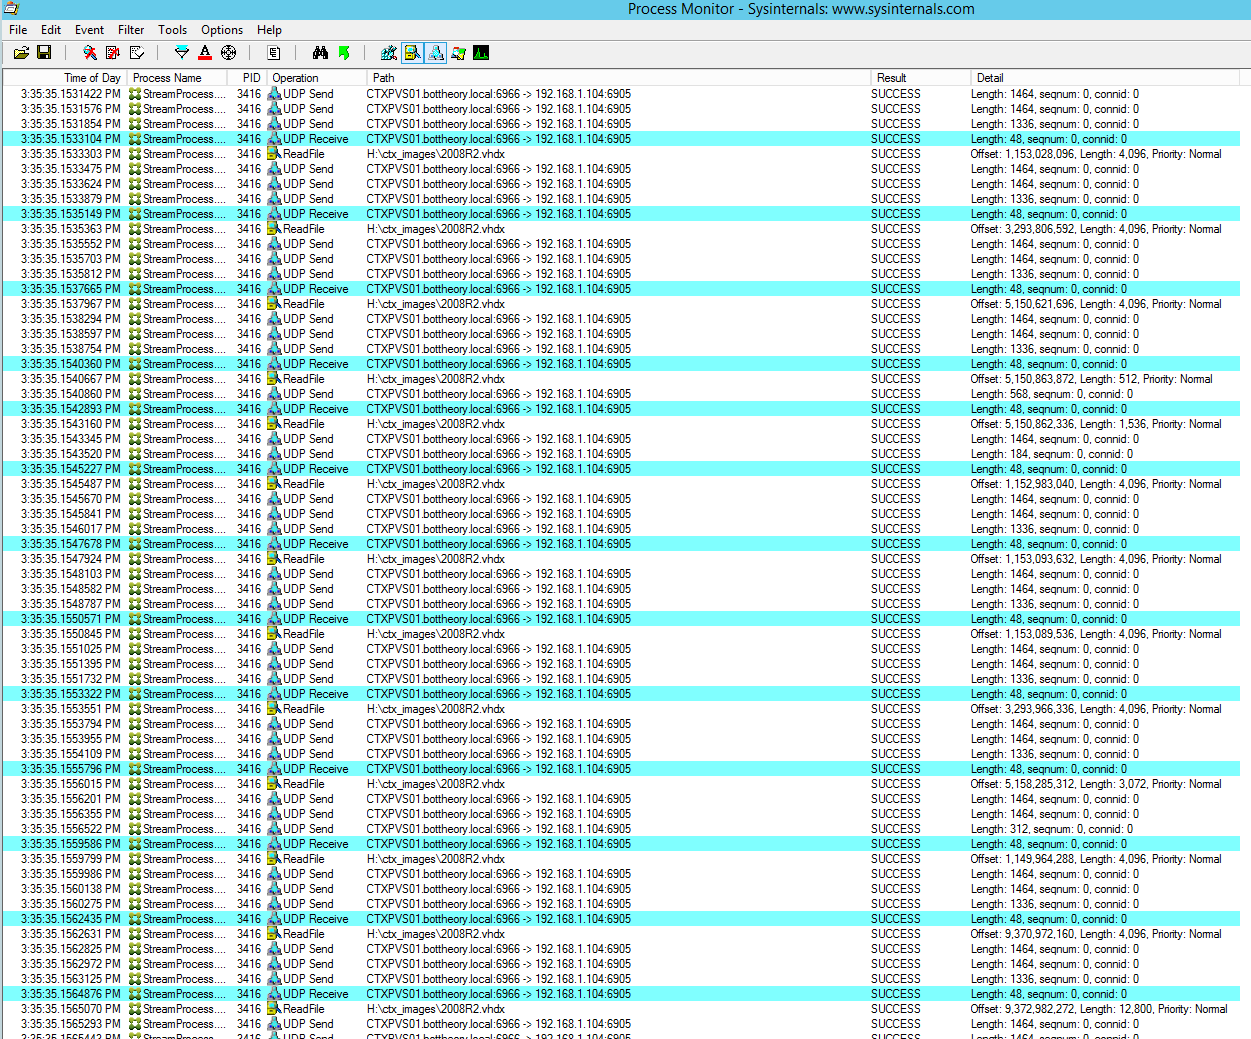 Process Monitor - Sysinternals: www.sysinternals.com
File Edit Event Filter Tools Options Help
Time of Day Process Name PID Operation Path Result Detail
3:35:35.1531422 PM StreamProcess.... 3416 UDP Send CTXPVS01.bottheory.local:6966 -> 192.168.1.104:6905 SUCCESS Length: 1464, seqnum: 0, connid: 0
3:35:35.1531576 PM StreamProcess.... 3416 UDP Send CTXPVS01.bottheory.local:6966 -> 192.168.1.104:6905 SUCCESS Length: 1464, seqnum: 0, connid: 0
3:35:35.1531854 PM StreamProcess.... 3416 UDP Send CTXPVS01.bottheory.local:6966 -> 192.168.1.104:6905 SUCCESS Length: 1336, seqnum: 0, connid: 0
3:35:35.1533104 PM StreamProcess.... 3416 UDP Receive CTXPVS01.bottheory.local:6966 -> 192.168.1.104:6905 SUCCESS Length: 48, seqnum: 0, connid: 0
3:35:35.1533303 PM StreamProcess.... 3416 ReadFile H:\ctx_images\2008R2.vhdx SUCCESS Offset: 1,153,028,096, Length: 4,096, Priority: Normal
3:35:35.1533475 PM StreamProcess.... 3416 UDP Send CTXPVS01.bottheory.local:6966 -> 192.168.1.104:6905 SUCCESS Length: 1464, seqnum: 0, connid: 0
3:35:35.1533624 PM StreamProcess.... 3416 UDP Send CTXPVS01.bottheory.local:6966 -> 192.168.1.104:6905 SUCCESS Length: 1464, seqnum: 0, connid: 0
3:35:35.1533879 PM StreamProcess.... 3416 UDP Send CTXPVS01.bottheory.local:6966 -> 192.168.1.104:6905 SUCCESS Length: 1336, seqnum: 0, connid: 0
3:35:35.1535149 PM StreamProcess.... 3416 UDP Receive CTXPVS01.bottheory.local:6966 -> 192.168.1.104:6905 SUCCESS Length: 48, seqnum: 0, connid: 0
3:35:35.1535363 PM StreamProcess.... 3416 ReadFile H:\ctx_images\2008R2.vhdx SUCCESS Offset: 3,293,806,592, Length: 4,096, Priority: Normal
3:35:35.1535552 PM StreamProcess.... 3416 UDP Send CTXPVS01.bottheory.local:6966 -> 192.168.1.104:6905 SUCCESS Length: 1464, seqnum: 0, connid: 0
3:35:35.1535703 PM StreamProcess.... 3416 UDP Send CTXPVS01.bottheory.local:6966 -> 192.168.1.104:6905 SUCCESS Length: 1464, seqnum: 0, connid: 0
3:35:35.1535812 PM StreamProcess.... 3416 UDP Send CTXPVS01.bottheory.local:6966 -> 192.168.1.104:6905 SUCCESS Length: 1336, seqnum: 0, connid: 0
3:35:35.1537665 PM StreamProcess.... 3416 UDP Receive CTXPVS01.bottheory.local:6966 -> 192.168.1.104:6905 SUCCESS Length: 48, seqnum: 0, connid: 0
3:35:35.1537967 PM StreamProcess.... 3416 ReadFile H:\ctx_images\2008R2.vhdx SUCCESS Offset: 5,150,621,696, Length: 4,096, Priority: Normal
3:35:35.1538294 PM StreamProcess.... 3416 UDP Send CTXPVS01.bottheory.local:6966 -> 192.168.1.104:6905 SUCCESS Length: 1464, seqnum: 0, connid: 0
3:35:35.1538597 PM StreamProcess.... 3416 UDP Send CTXPVS01.bottheory.local:6966 -> 192.168.1.104:6905 SUCCESS Length: 1464, seqnum: 0, connid: 0
3:35:35.1538754 PM StreamProcess.... 3416 UDP Send CTXPVS01.bottheory.local:6966 -> 192.168.1.104:6905 SUCCESS Length: 1336, seqnum: 0, connid: 0
3:35:35.1540360 PM StreamProcess.... 3416 UDP Receive CTXPVS01.bottheory.local:6966 -> 192.168.1.104:6905 SUCCESS Length: 48, seqnum: 0, connid: 0
3:35:35.1540667 PM StreamProcess.... 3416 ReadFile H:\ctx_images\2008R2.vhdx SUCCESS Offset: 5,150,863,872, Length: 512, Priority: Normal
3:35:35.1540860 PM StreamProcess.... 3416 UDP Send CTXPVS01.bottheory.local:6966 -> 192.168.1.104:6905 SUCCESS Length: 568, seqnum: 0, connid: 0
3:35:35.1542893 PM StreamProcess.... 3416 UDP Receive CTXPVS01.bottheory.local:6966 -> 192.168.1.104:6905 SUCCESS Length: 48, seqnum: 0, connid: 0
3:35:35.1543160 PM StreamProcess.... 3416 ReadFile H:\ctx_images\2008R2.vhdx SUCCESS Offset: 5,150,862,336, Length: 1,536, Priority: Normal
3:35:35.1543345 PM StreamProcess.... 3416 UDP Send CTXPVS01.bottheory.local:6966 -> 192.168.1.104:6905 SUCCESS Length: 1464, seqnum: 0, connid: 0
3:35:35.1543520 PM StreamProcess.... 3416 UDP Send CTXPVS01.bottheory.local:6966 -> 192.168.1.104:6905 SUCCESS Length: 184, seqnum: 0, connid: 0
3:35:35.1545227 PM StreamProcess.... 3416 UDP Receive CTXPVS01.bottheory.local:6966 -> 192.168.1.104:6905 SUCCESS Length: 48, seqnum: 0, connid: 0
3:35:35.1545487 PM StreamProcess.... 3416 ReadFile H:\ctx_images\2008R2.vhdx SUCCESS Offset: 1,152,983,040, Length: 4,096, Priority: Normal
3:35:35.1545670 PM StreamProcess.... 3416 UDP Send CTXPVS01.bottheory.local:6966 -> 192.168.1.104:6905 SUCCESS Length: 1464, seqnum: 0, connid: 0
3:35:35.1545841 PM StreamProcess.... 3416 UDP Send CTXPVS01.bottheory.local:6966 -> 192.168.1.104:6905 SUCCESS Length: 1464, seqnum: 0, connid: 0
3:35:35.1546017 PM StreamProcess.... 3416 UDP Send CTXPVS01.bottheory.local:6966 -> 192.168.1.104:6905 SUCCESS Length: 1336, seqnum: 0, connid: 0
3:35:35.1547678 PM StreamProcess.... 3416 UDP Receive CTXPVS01.bottheory.local:6966 -> 192.168.1.104:6905 SUCCESS Length: 48, seqnum: 0, connid: 0
3:35:35.1547924 PM StreamProcess.... 3416 ReadFile H:\ctx_images\2008R2.vhdx SUCCESS Offset: 1,153,093,632, Length: 4,096, Priority: Normal
3:35:35.1548103 PM StreamProcess.... 3416 UDP Send CTXPVS01.bottheory.local:6966 -> 192.168.1.104:6905 SUCCESS Length: 1464, seqnum: 0, connid: 0
3:35:35.1548582 PM StreamProcess.... 3416 UDP Send CTXPVS01.bottheory.local:6966 -> 192.168.1.104:6905 SUCCESS Length: 1464, seqnum: 0, connid: 0
3:35:35.1548787 PM StreamProcess.... 3416 UDP Send CTXPVS01.bottheory.local:6966 -> 192.168.1.104:6905 SUCCESS Length: 1336, seqnum: 0, connid: 0
3:35:35.1550571 PM StreamProcess.... 3416 UDP Receive CTXPVS01.bottheory.local:6966 -> 192.168.1.104:6905 SUCCESS Length: 48, seqnum: 0, connid: 0
3:35:35.1550845 PM StreamProcess.... 3416 ReadFile H:\ctx_images\2008R2.vhdx SUCCESS Offset: 1,153,089,536, Length: 4,096, Priority: Normal
3:35:35.1551025 PM StreamProcess.... 3416 UDP Send CTXPVS01.bottheory.local:6966 -> 192.168.1.104:6905 SUCCESS Length: 1464, seqnum: 0, connid: 0
3:35:35.1551395 PM StreamProcess.... 3416 UDP Send CTXPVS01.bottheory.local:6966 -> 192.168.1.104:6905 SUCCESS Length: 1464, seqnum: 0, connid: 0
3:35:35.1551732 PM StreamProcess.... 3416 UDP Send CTXPVS01.bottheory.local:6966 -> 192.168.1.104:6905 SUCCESS Length: 1336, seqnum: 0, connid: 0
3:35:35.1553322 PM StreamProcess.... 3416 UDP Receive CTXPVS01.bottheory.local:6966 -> 192.168.1.104:6905 SUCCESS Length: 48, seqnum: 0, connid: 0
3:35:35.1553551 PM StreamProcess.... 3416 ReadFile H:\ctx_images\2008R2.vhdx SUCCESS Offset: 3,293,966,336, Length: 4,096, Priority: Normal
3:35:35.1553794 PM StreamProcess.... 3416 UDP Send CTXPVS01.bottheory.local:6966 -> 192.168.1.104:6905 SUCCESS Length: 1464, seqnum: 0, connid: 0
3:35:35.1553955 PM StreamProcess.... 3416 UDP Send CTXPVS01.bottheory.local:6966 -> 192.168.1.104:6905 SUCCESS Length: 1464, seqnum: 0, connid: 0
3:35:35.1554109 PM StreamProcess.... 3416 UDP Send CTXPVS01.bottheory.local:6966 -> 192.168.1.104:6905 SUCCESS Length: 1336, seqnum: 0, connid: 0
3:35:35.1555796 PM StreamProcess.... 3416 UDP Receive CTXPVS01.bottheory.local:6966 -> 192.168.1.104:6905 SUCCESS Length: 48, seqnum: 0, connid: 0
3:35:35.1556015 PM StreamProcess.... 3416 ReadFile H:\ctx_images\2008R2.vhdx SUCCESS Offset: 5,158,285,312, Length: 3,072, Priority: Normal
3:35:35.1556201 PM StreamProcess.... 3416 UDP Send CTXPVS01.bottheory.local:6966 -> 192.168.1.104:6905 SUCCESS Length: 1464, seqnum: 0, connid: 0
3:35:35.1556355 PM StreamProcess.... 3416 UDP Send CTXPVS01.bottheory.local:6966 -> 192.168.1.104:6905 SUCCESS Length: 1464, seqnum: 0, connid: 0
3:35:35.1556522 PM StreamProcess.... 3416 UDP Send CTXPVS01.bottheory.local:6966 -> 192.168.1.104:6905 SUCCESS Length: 312, seqnum: 0, connid: 0
3:35:35.1559586 PM StreamProcess.... 3416 UDP Receive CTXPVS01.bottheory.local:6966 -> 192.168.1.104:6905 SUCCESS Length: 48, seqnum: 0, connid: 0
3:35:35.1559799 PM StreamProcess.... 3416 ReadFile H:\ctx_images\2008R2.vhdx SUCCESS Offset: 1,149,964,288, Length: 4,096, Priority: Normal
3:35:35.1559986 PM StreamProcess.... 3416 UDP Send CTXPVS01.bottheory.local:6966 -> 192.168.1.104:6905 SUCCESS Length: 1464, seqnum: 0, connid: 0
3:35:35.1560138 PM StreamProcess.... 3416 UDP Send CTXPVS01.bottheory.local:6966 -> 192.168.1.104:6905 SUCCESS Length: 1464, seqnum: 0, connid: 0
3:35:35.1560275 PM StreamProcess.... 3416 UDP Send CTXPVS01.bottheory.local:6966 -> 192.168.1.104:6905 SUCCESS Length: 1336, seqnum: 0, connid: 0
3:35:35.1562435 PM StreamProcess.... 3416 UDP Receive CTXPVS01.bottheory.local:6966 -> 192.168.1.104:6905 SUCCESS Length: 48, seqnum: 0, connid: 0
3:35:35.1562631 PM StreamProcess.... 3416 ReadFile H:\ctx_images\2008R2.vhdx SUCCESS Offset: 9,370,972,160, Length: 4,096, Priority: Normal
3:35:35.1562825 PM StreamProcess.... 3416 UDP Send CTXPVS01.bottheory.local:6966 -> 192.168.1.104:6905 SUCCESS Length: 1464, seqnum: 0, connid: 0
3:35:35.1562972 PM StreamProcess.... 3416 UDP Send CTXPVS01.bottheory.local:6966 -> 192.168.1.104:6905 SUCCESS Length: 1464, seqnum: 0, connid: 0
3:35:35.1563125 PM StreamProcess.... 3416 UDP Send CTXPVS01.bottheory.local:6966 -> 192.168.1.104:6905 SUCCESS Length: 1336, seqnum: 0, connid: 0
3:35:35.1564876 PM StreamProcess.... 3416 UDP Receive CTXPVS01.bottheory.local:6966 -> 192.168.1.104:6905 SUCCESS Length: 48, seqnum: 0, connid: 0
3:35:35.1565070 PM StreamProcess.... 3416 ReadFile H:\ctx_images\2008R2.vhdx SUCCESS Offset: 9,372,982,272, Length: 12,800, Priority: Normal
3:35:35.1565293 PM StreamProcess.... 3416 UDP Send CTXPVS01.bottheory.local:6966 -> 192.168.1.104:6905 SUCCESS Length: 1464, seqnum: 0, connid: 0